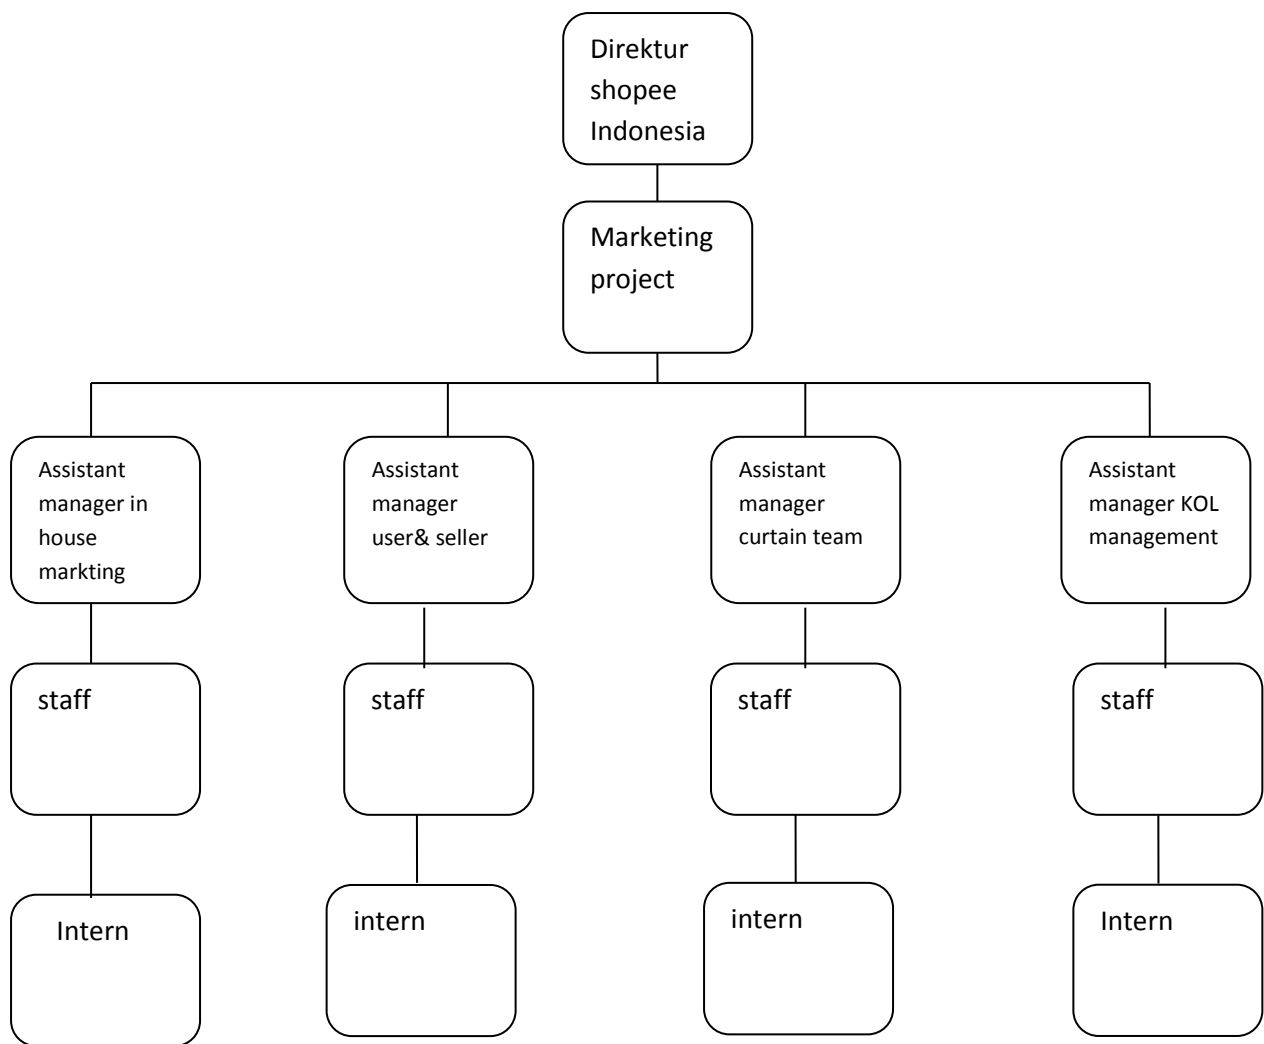 Direktur
shopee
Indonesia
Marketing
project
Assistant
manager in
house
markting
Assistant
manager
user& seller
Assistant
manager
curtain team
Assistant
manager KOL
management
staff
staff
staff
staff
Intern
intern
intern
Intern